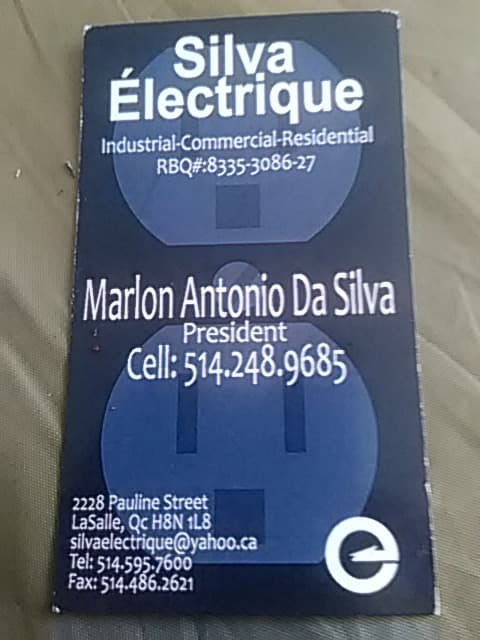 Silva
Électrique
Industrial-Commercial-Residential
RBQ#:8335-3086-27
Marlon Antonio Da Silva
President
Cell: 514.248.9685
2228 Pauline Street
LaSalle, Qc H8N 1L8
silvaelectrique@yahoo.ca
Tel: 514.595.7600
Fax: 514.486.2621